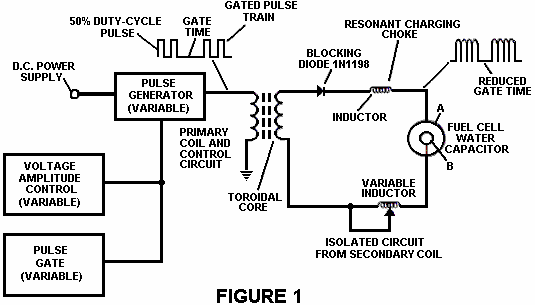 50% DUTY-CYCLE
PULSE
GATE
TIME
GATED PULSE
TRAIN
RESONANT CHARGING
CHOKE
BLOCKING
DIODE 1N1198
D.C. POWER
SUPPLY
PULSE
GENERATOR
(VARIABLE)
INDUCTOR
REDUCED
GATE TIME
A
FUEL CELL
WATER
CAPACITOR
B
PRIMARY
COIL AND
CONTROL
CIRCUIT
TOROIDAL
CORE
VOLTAGE
AMPLITUDE
CONTROL
(VARIABLE)
VARIABLE
INDUCTOR
PULSE
GATE
(VARIABLE)
ISOLATED CIRCUIT
FROM SECONDARY COIL
FIGURE 1